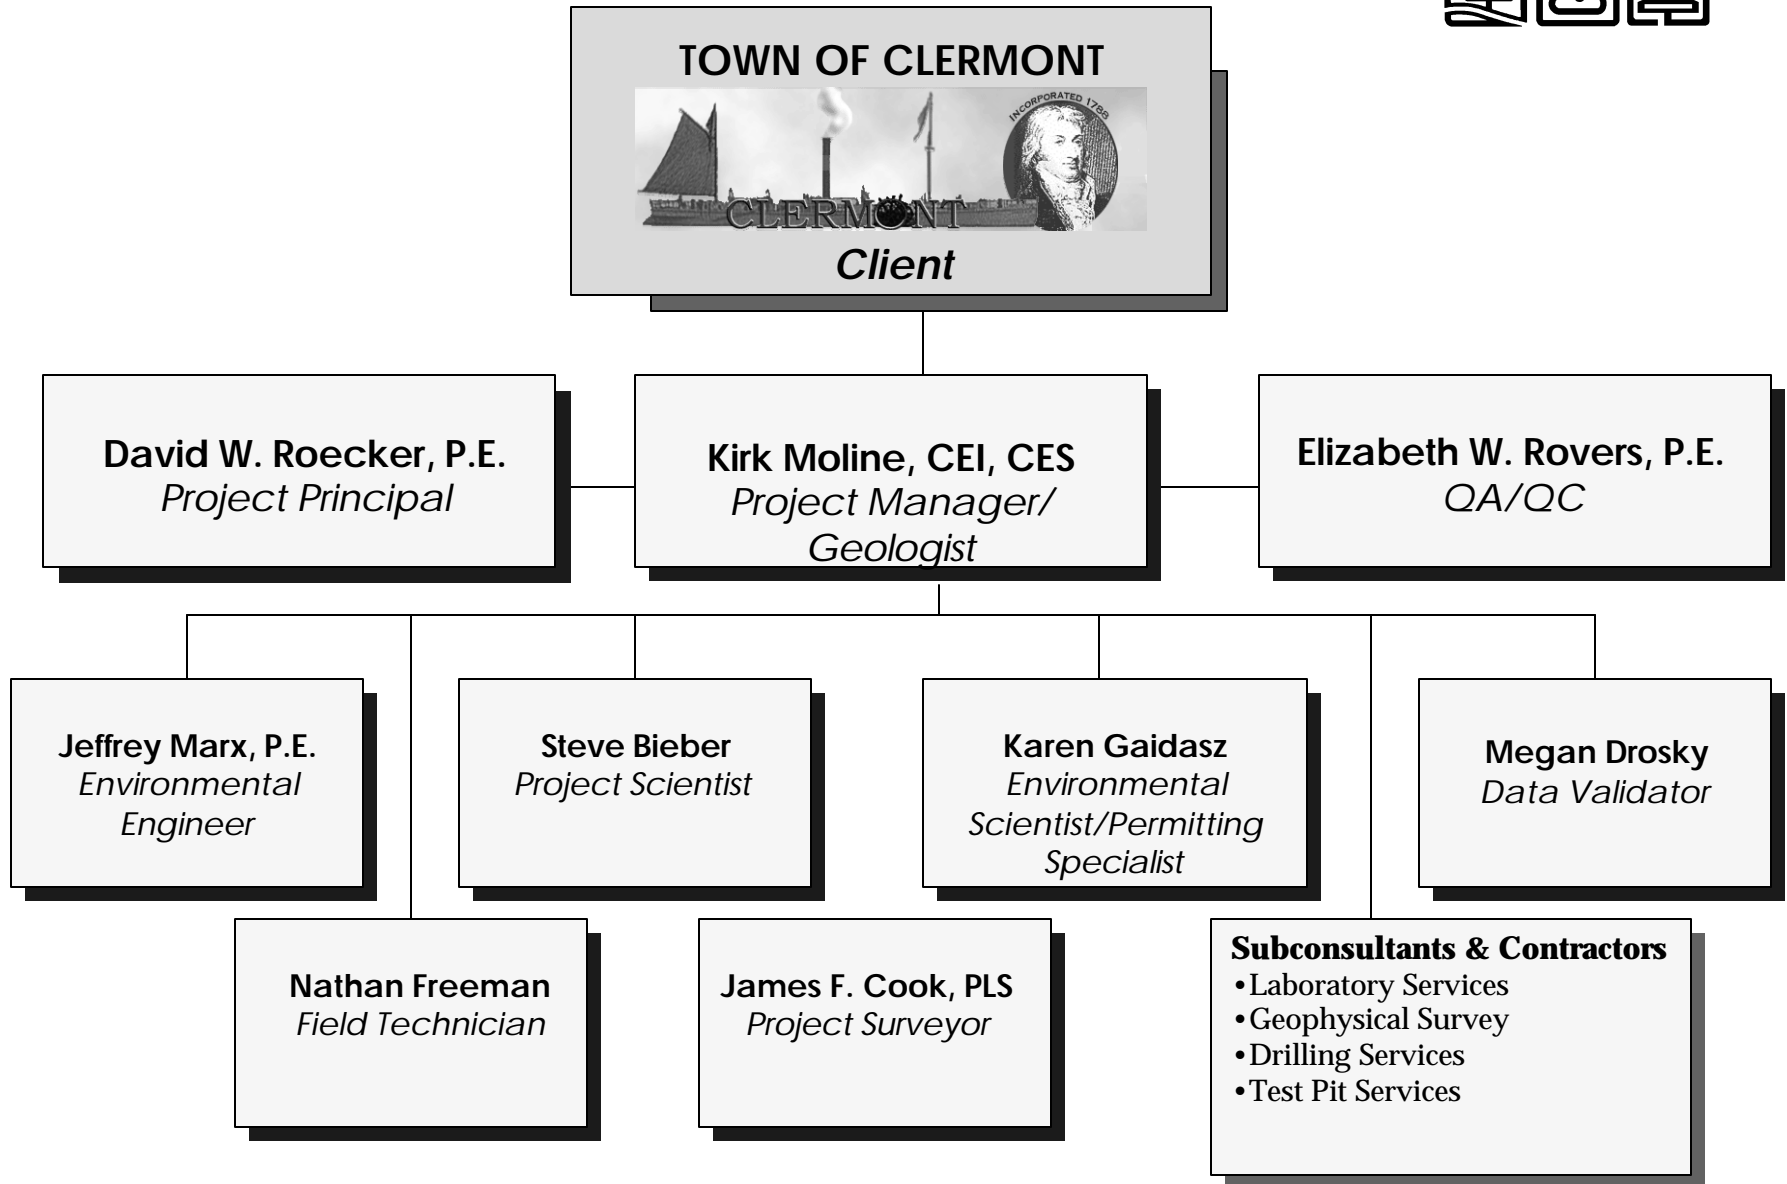 TOWN OF CLERMONT
INCORPORATED 1788
CLERMONT
Client
David W. Roecker, P.E.
Project Principal
Kirk Moline, CEI, CES
Project Manager/
Geologist
Elizabeth W. Rovers, P.E.
QA/QC
Jeffrey Marx, P.E.
Environmental
Engineer
Steve Bieber
Project Scientist
Karen Gaidasz
Environmental
Scientist/Permitting
Specialist
Megan Drosky
Data Validator
Nathan Freeman
Field Technician
James F. Cook, PLS
Project Surveyor
Subconsultants & Contractors
•Laboratory Services
•Geophysical Survey
•Drilling Services
•Test Pit Services